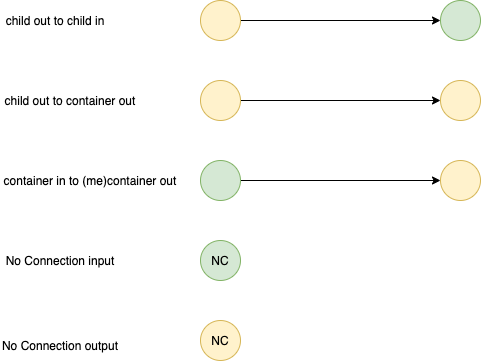 child out to child in
child out to container out
container in to (me)container out
No Connection input
NC
No Connection output
NC